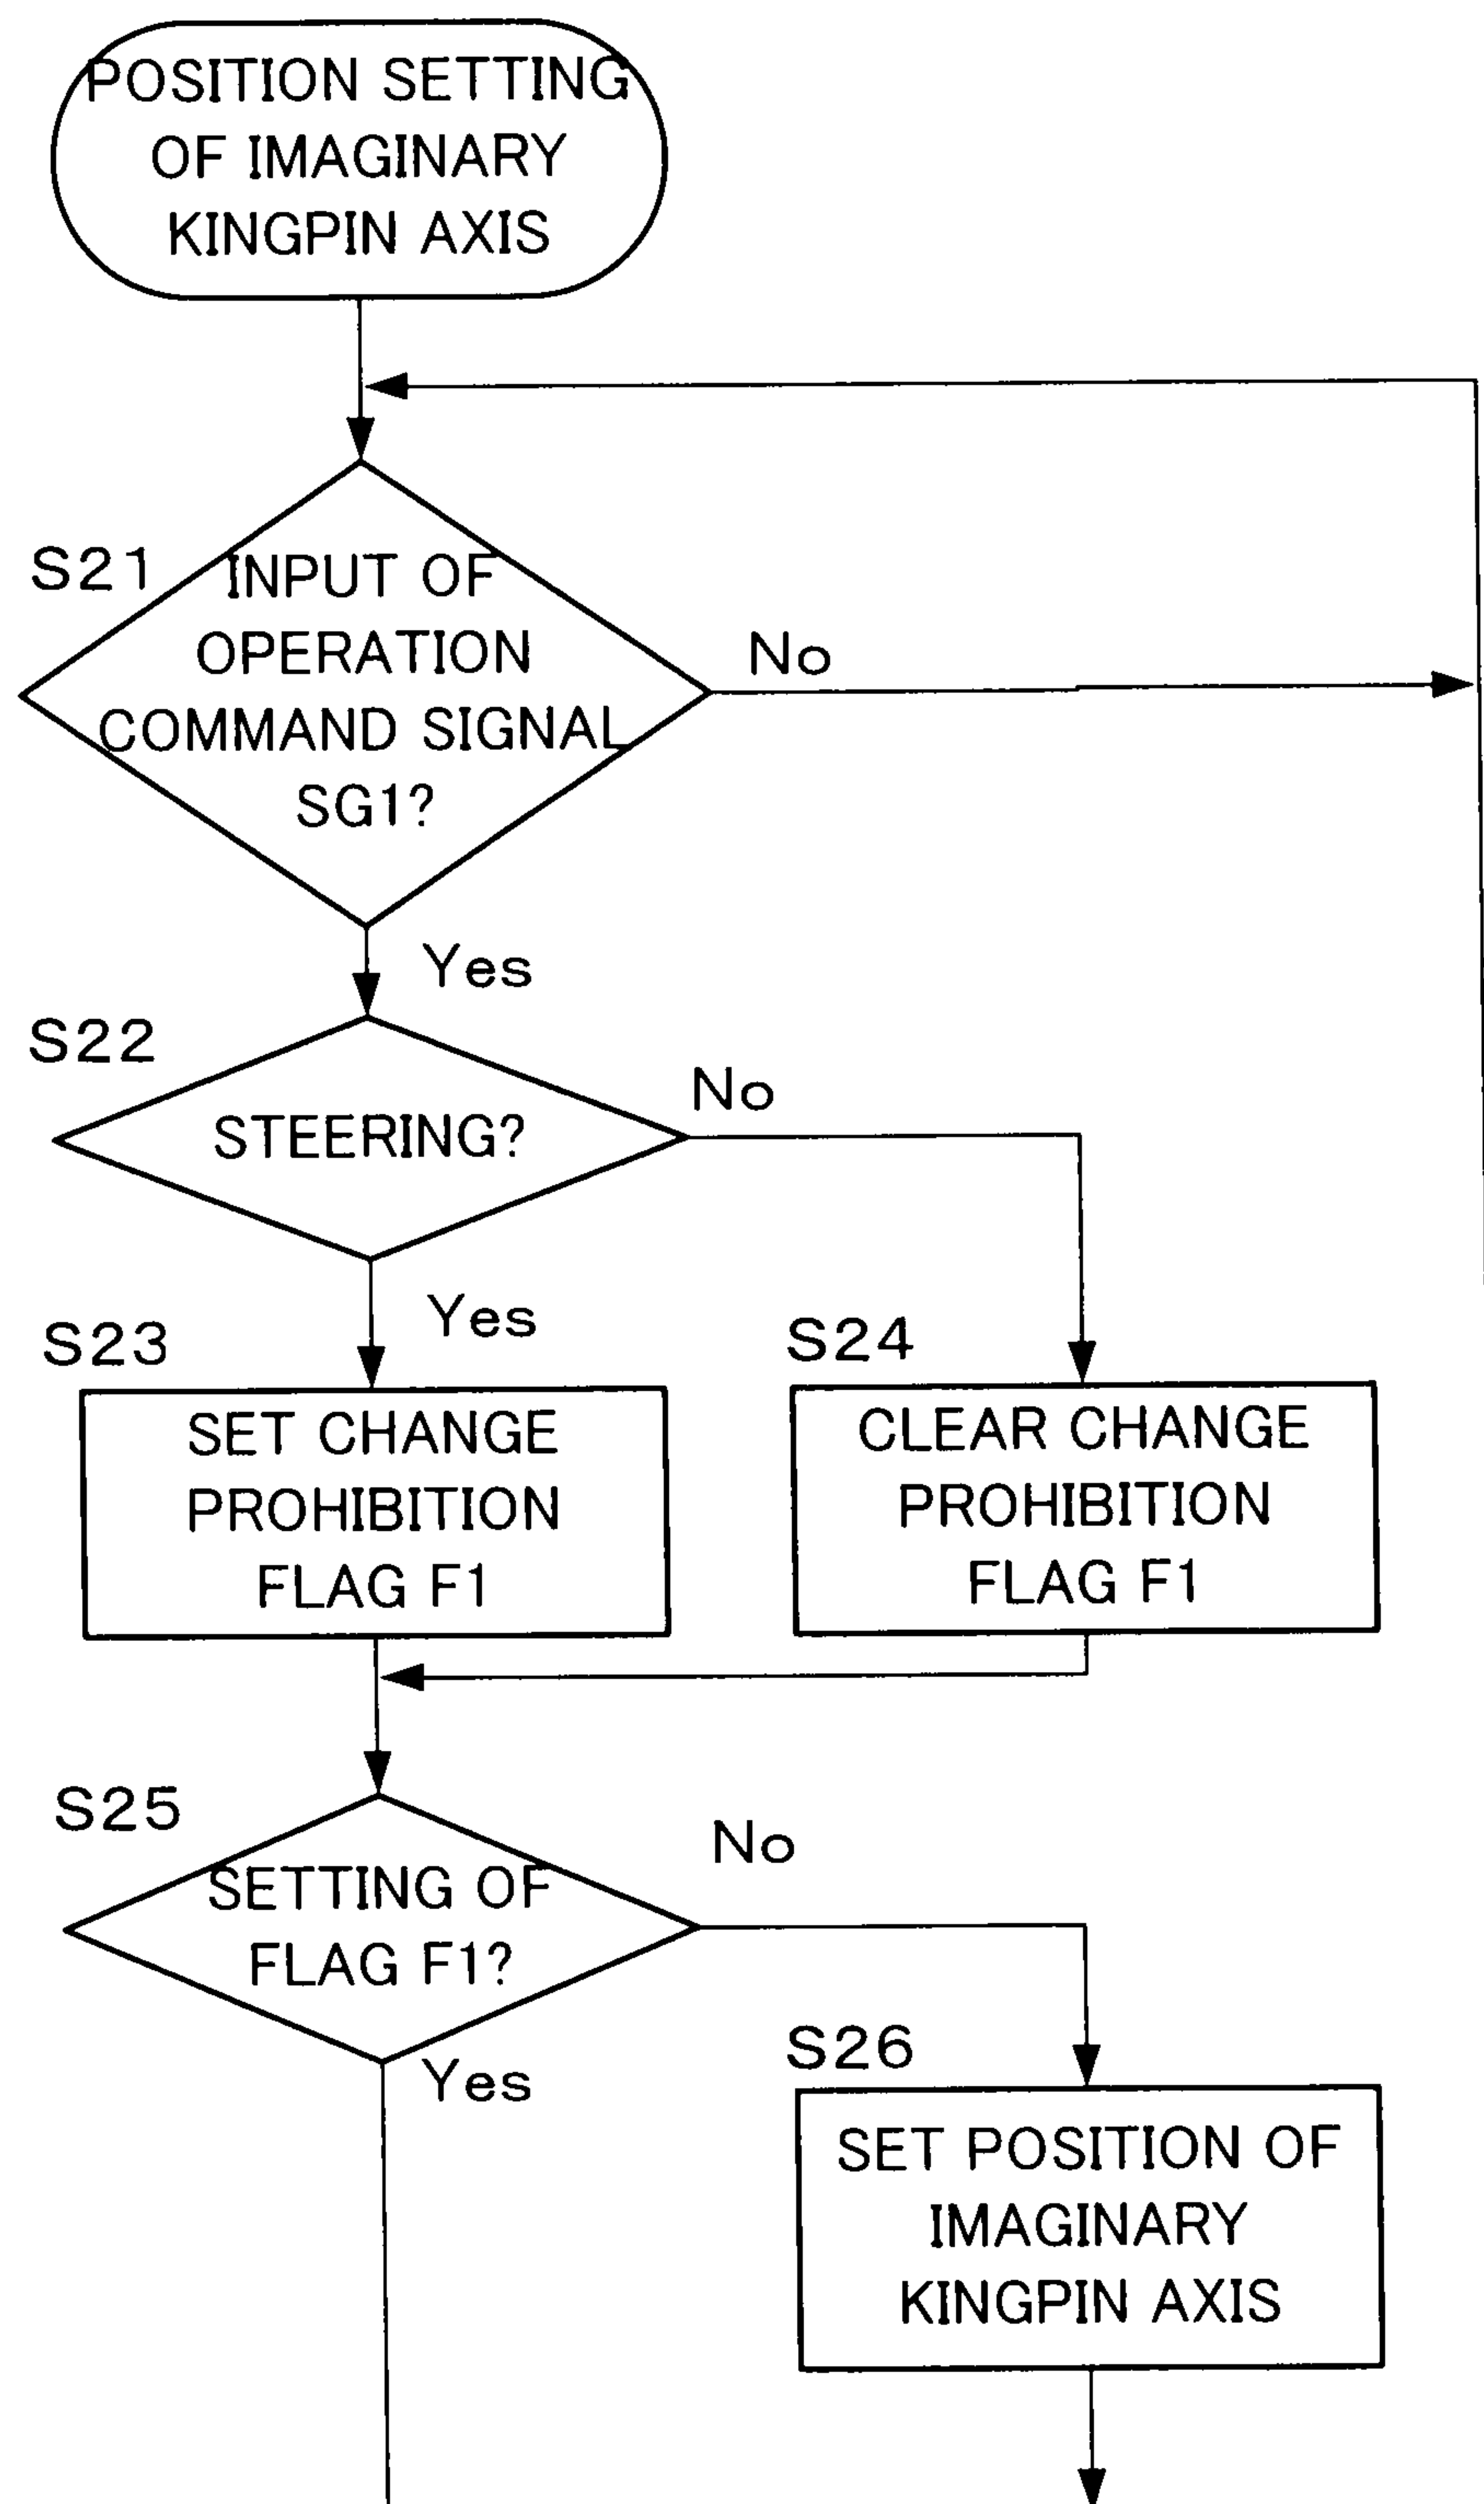 POSITION SETTING
OF IMAGINARY
KINGPIN AXIS
S21
INPUT OF
OPERATION
COMMAND SIGNAL
SG1?
No
Yes
S22
STEERING?
No
Yes
S23
SET CHANGE
PROHIBITION
FLAG F1
S24
CLEAR CHANGE
PROHIBITION
FLAG F1
S25
SETTING OF
FLAG F1?
No
Yes
S26
SET POSITION OF
IMAGINARY
KINGPIN AXIS